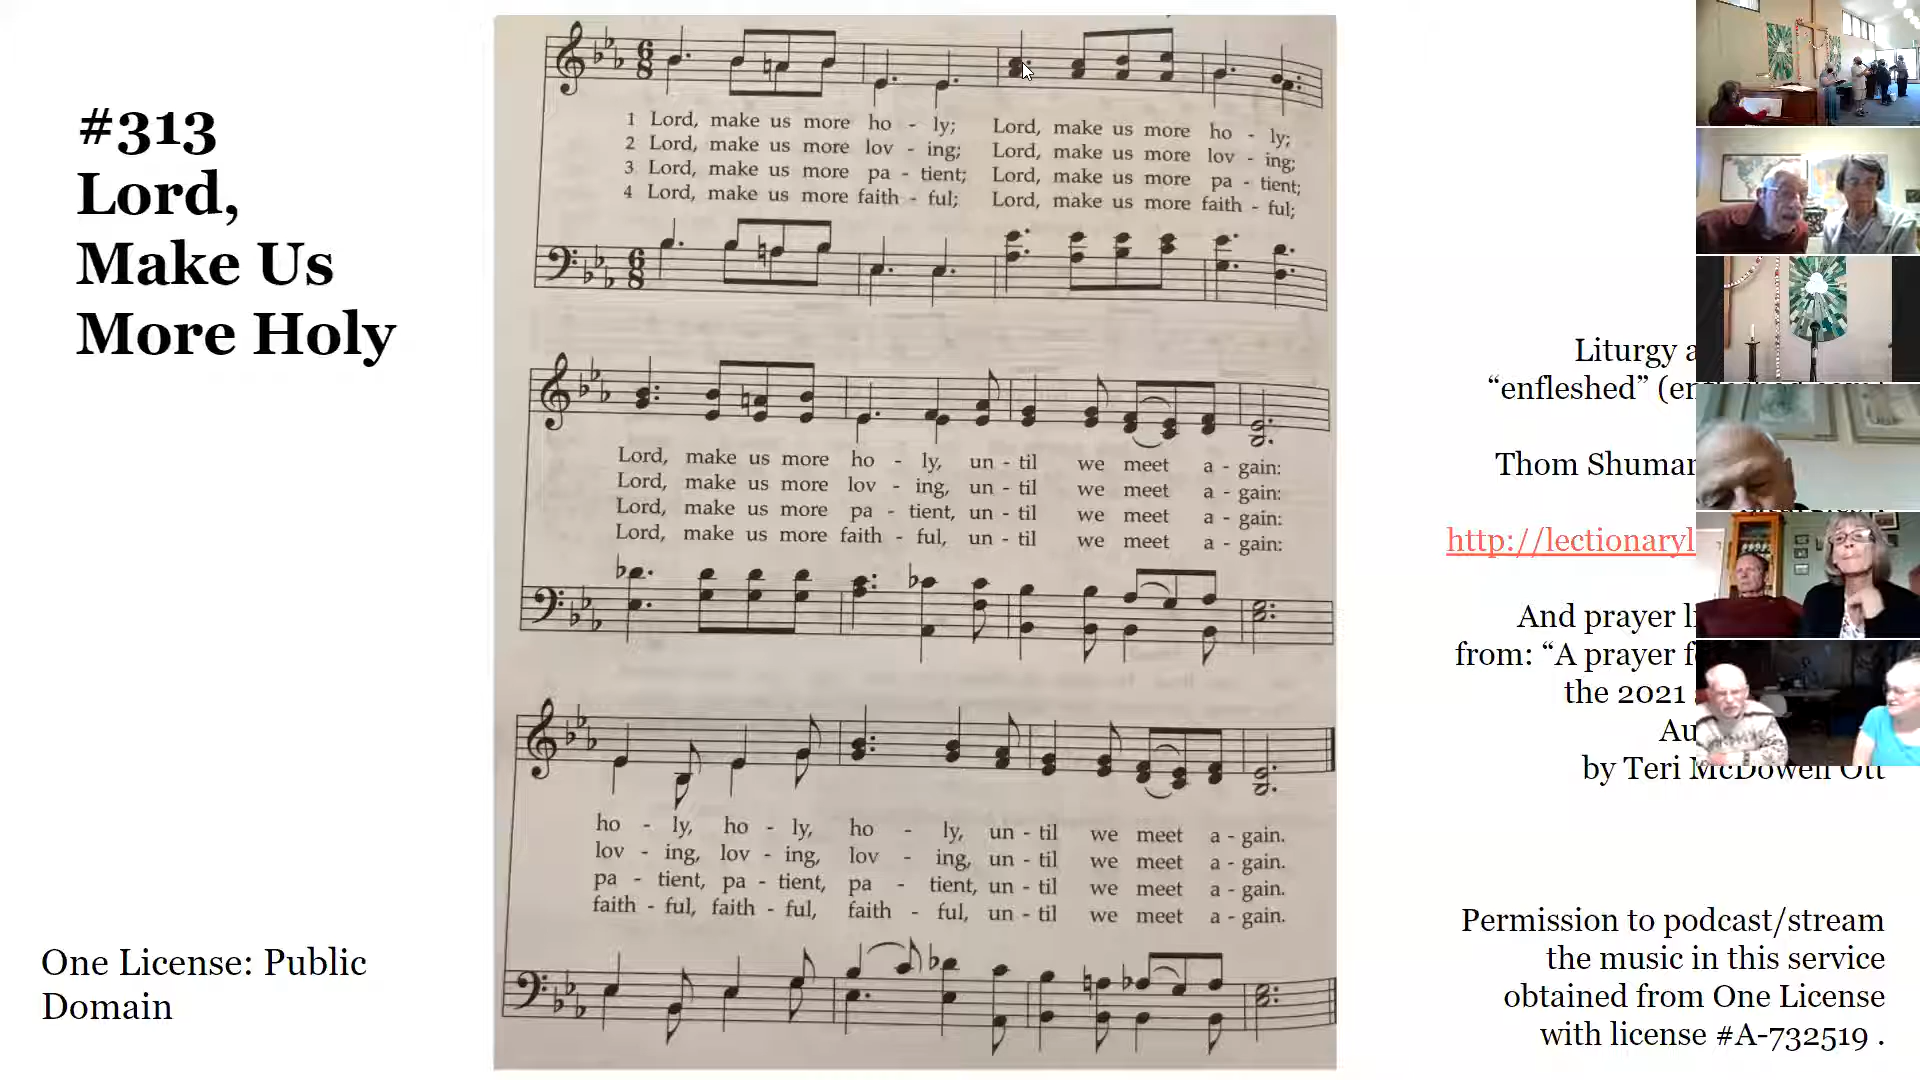 #313
Lord,
Make Us
More Holy
1 Lord, make us more ho - ly; Lord, make us more ho - ly;
2 Lord, make us more lov - ing; Lord, make us more lov - ing;
3 Lord, make us more pa - tient; Lord, make us more pa - tient;
4 Lord, make us more faith - ful; Lord, make us more faith - ful;
Lord, make us more ho - ly, un - til we meet a - gain:
Lord, make us more lov - ing, un - til we meet a - gain:
Lord, make us more pa - tient, un - til we meet a - gain:
Lord, make us more faith - ful, un - til we meet a - gain:
ho - ly, ho - ly, ho - ly, un - til we meet a - gain.
lov - ing, lov - ing, lov - ing, un - til we meet a - gain.
pa - tient, pa - tient, pa - tient, un - til we meet a - gain.
faith - ful, faith - ful, faith - ful, un - til we meet a - gain.
One License: Public
Domain
Liturgy
“enfleshed”
Thom Shuman
And prayer
from: “A prayer
the 2021
by Teri McDowell Ott
Permission to podcast/stream
the music in this service
obtained from One License
with license #A-732519 .